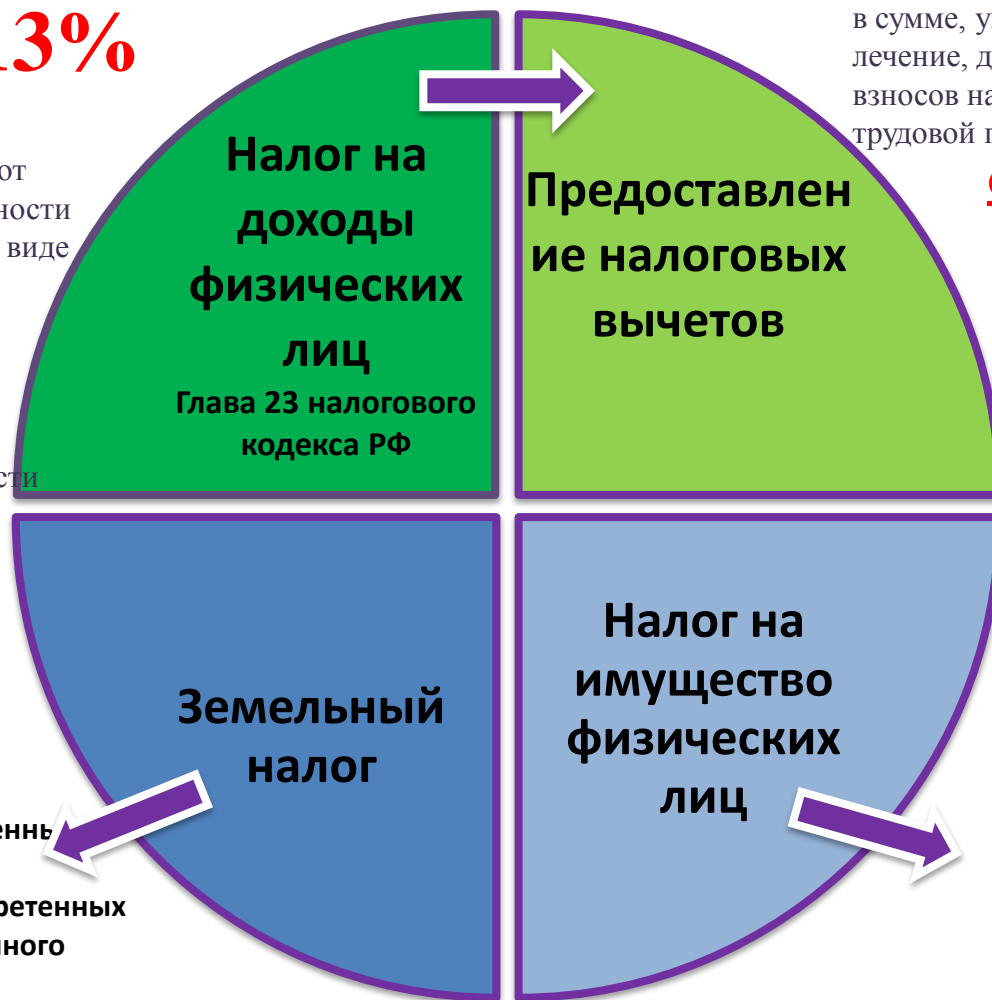 13%
от
ности
виде
сти
Налог на
доходы
физических
лиц
Глава 23 налогового
кодекса РФ
Предоставлен
ие налоговых
вычетов
в сумме, у
лечение, д
взносов на
трудовой п
Земельный
налог
енны
ретенных
ного
Налог на
имущество
физических
лиц